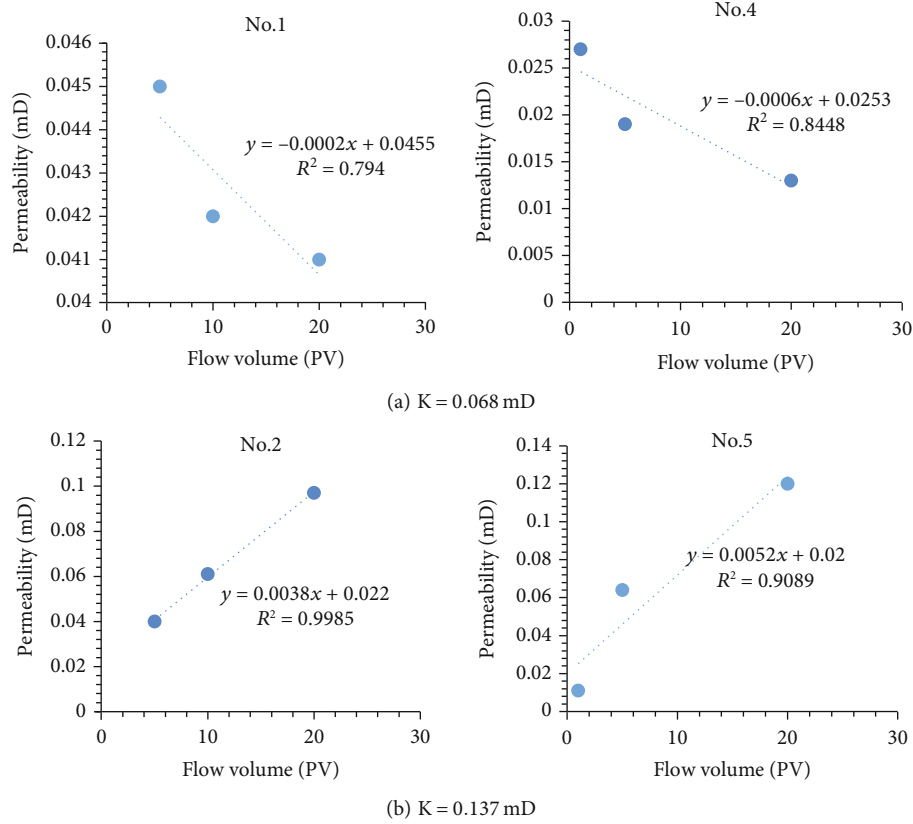 No.1
0.046
0.045
0.044
0.043
0.042
0.041
0.04
Permeability (mD)
y = –0.0002x + 0.0455
R² = 0.794
0
10
20
30
Flow volume (PV)
No.4
0.03
0.025
0.02
0.015
0.01
0.005
0
Permeability (mD)
y = –0.0006x + 0.0253
R² = 0.8448
0
10
20
30
Flow volume (PV)
(a) K = 0.068 mD
No.2
0.12
0.1
0.08
0.06
0.04
0.02
0
Permeability (mD)
y = 0.0038x + 0.022
R² = 0.9985
0
10
20
30
Flow volume (PV)
No.5
0.14
0.12
0.1
0.08
0.06
0.04
0.02
0
Permeability (mD)
y = 0.0052x + 0.02
R² = 0.9089
0
10
20
30
Flow volume (PV)
(b) K = 0.137 mD